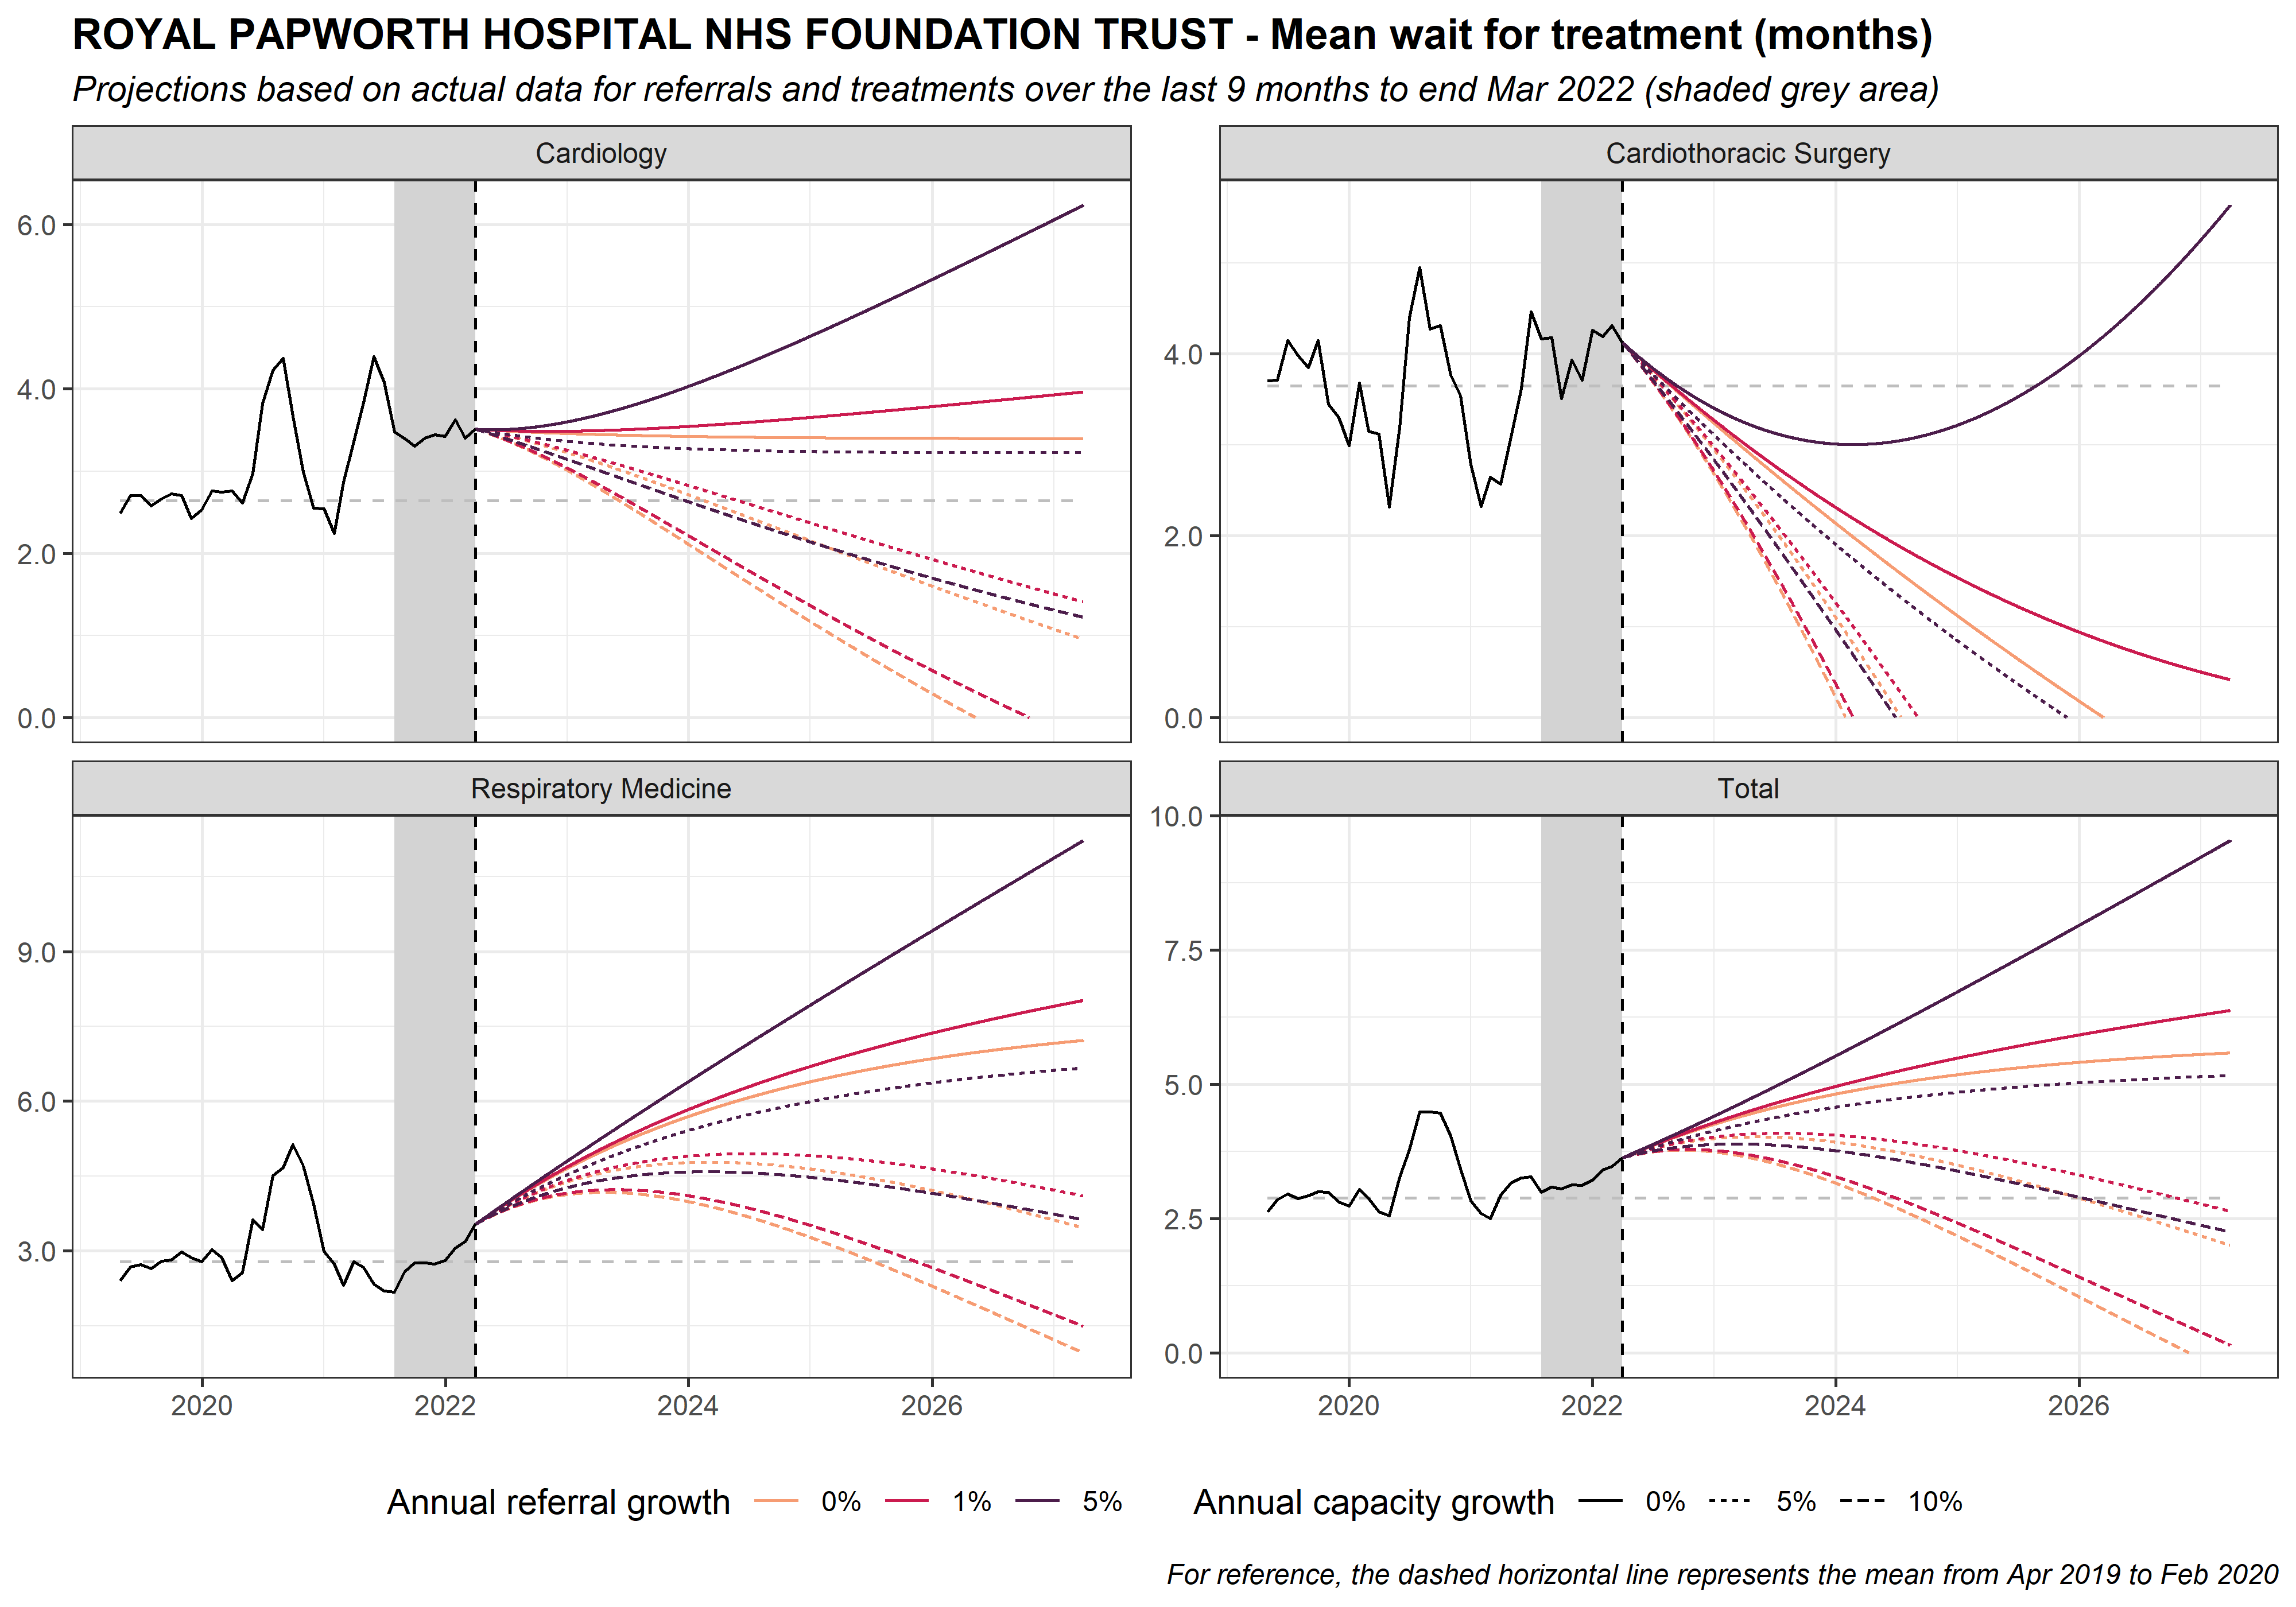 ROYAL PAPWORTH HOSPITAL NHS FOUNDATION TRUST - Mean wait for treatment (months)
Projections based on actual data for referrals and treatments over the last 9 months to end Mar 2022 (shaded grey area)
Cardiology
6.0
4.0
2.0
0.0
Cardiothoracic Surgery
4.0
2.0
0.0
Respiratory Medicine
9.0
6.0
3.0
2020 2022 2024 2026
Total
10.0
7.5
5.0
2.5
0.0
2020 2022 2024 2026
Annual referral growth 0% 1% 5%
Annual capacity growth 0% 5% 10%
For reference, the dashed horizontal line represents the mean from Apr 2019 to Feb 2020